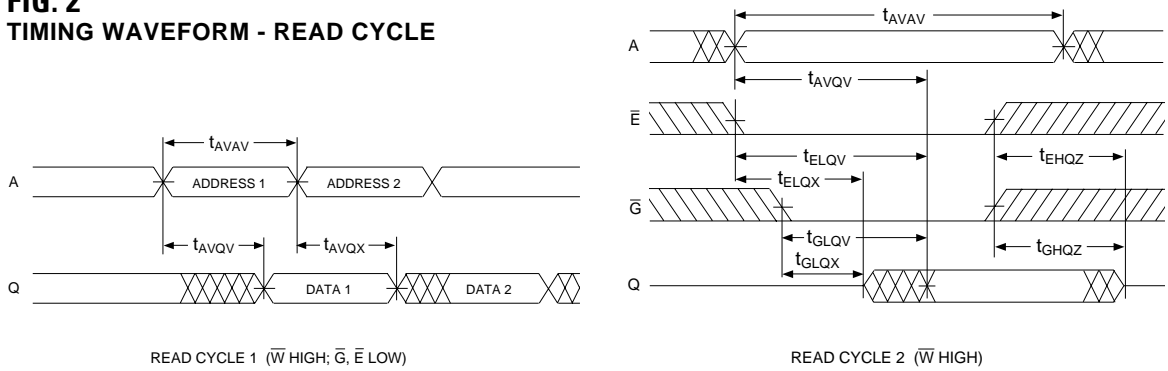 FIG. 2
TIMING WAVEFORM - READ CYCLE
tAVAV
A
ADDRESS 1
ADDRESS 2
tAVQV
tAVQX
Q
DATA 1
DATA 2
READ CYCLE 1 (W̅ HIGH; G̅, E̅ LOW)
tAVAV
A
tAVQV
E̅
tELQV
tEHQZ
tELQX
G̅
tGLQV
tGHQZ
tGLQX
Q
READ CYCLE 2 (W̅ HIGH)